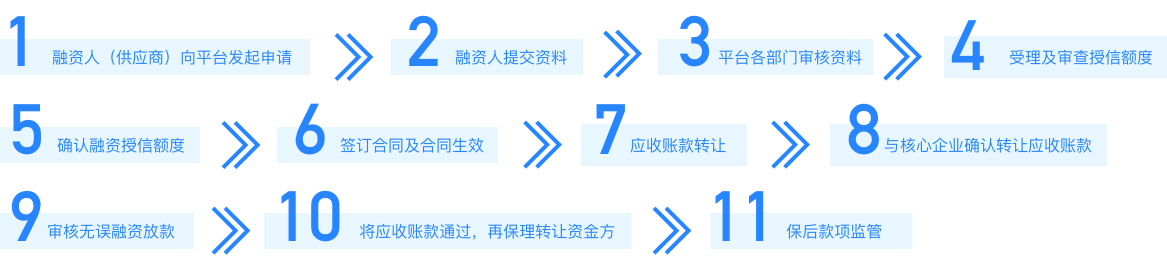 1 融资人（供应商）向平台发起申请
2 融资人提交资料
3 平台各部门审核资料
4 受理及审查授信额度
5 确认融资授信额度
6 签订合同及合同生效
7 应收账款转让
8 与核心企业确认转让应收账款
9 审核无误融资放款
10 将应收账款通过，再保理转让资金方
11 保后款项监管